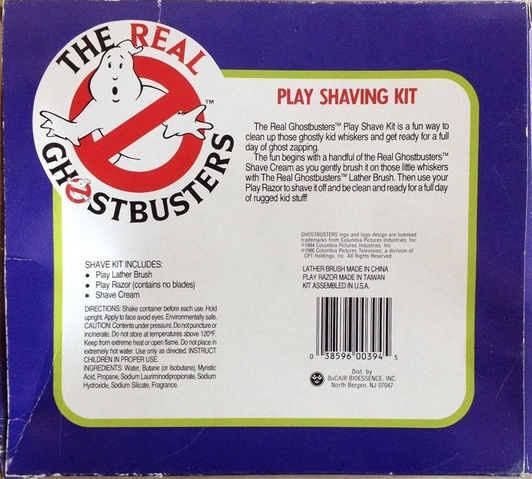 THE REAL
GHOSTBUSTERS
TM
PLAY SHAVING KIT
The Real Ghostbusters™ Play Shave Kit is a fun way to
clean up those ghostly kid whiskers and get ready for a full
day of ghost zapping.
The fun begins with a handful of the Real Ghostbusters™
Shave Cream as you gently brush it on those little whiskers
with The Real Ghostbusters™ Lather Brush. Then use your
Play Razor to shave it off and be clean and ready for a full day
of rugged kid stuff!
GHOSTBUSTERS logo and logo design are licensed
trademarks from Columbia Pictures Industries, Inc.
©1984 Columbia Pictures Industries, Inc.
©1986 Columbia Pictures Television, a division of
CPT Holdings, Inc. All Rights Reserved
LATHER BRUSH MADE IN CHINA
PLAY RAZOR MADE IN TAIWAN
KIT ASSEMBLED IN U.S.A.
SHAVE KIT INCLUDES:
• Play Lather Brush
• Play Razor (contains no blades)
• Shave Cream
DIRECTIONS: Shake container before each use. Hold
upright. Apply to face avoid eyes. Environmentally safe.
CAUTION: Contents under pressure. Do not puncture or
incinerate. Do not store at temperatures above 120°F.
Keep from extreme heat or open flame. Do not place in
extremely hot water. Use only as directed. INSTRUCT
CHILDREN IN PROPER USE.
INGREDIENTS: Water, Butane (or Isobutane), Myristic
Acid, Propane, Sodium Lauriminodipropionate, Sodium
Hydroxide, Sodium Silicate, Fragrance.
0 38596 00394 5
Dist. by
DuCAIR BIOESSENCE, INC
North Bergen, NJ 07047